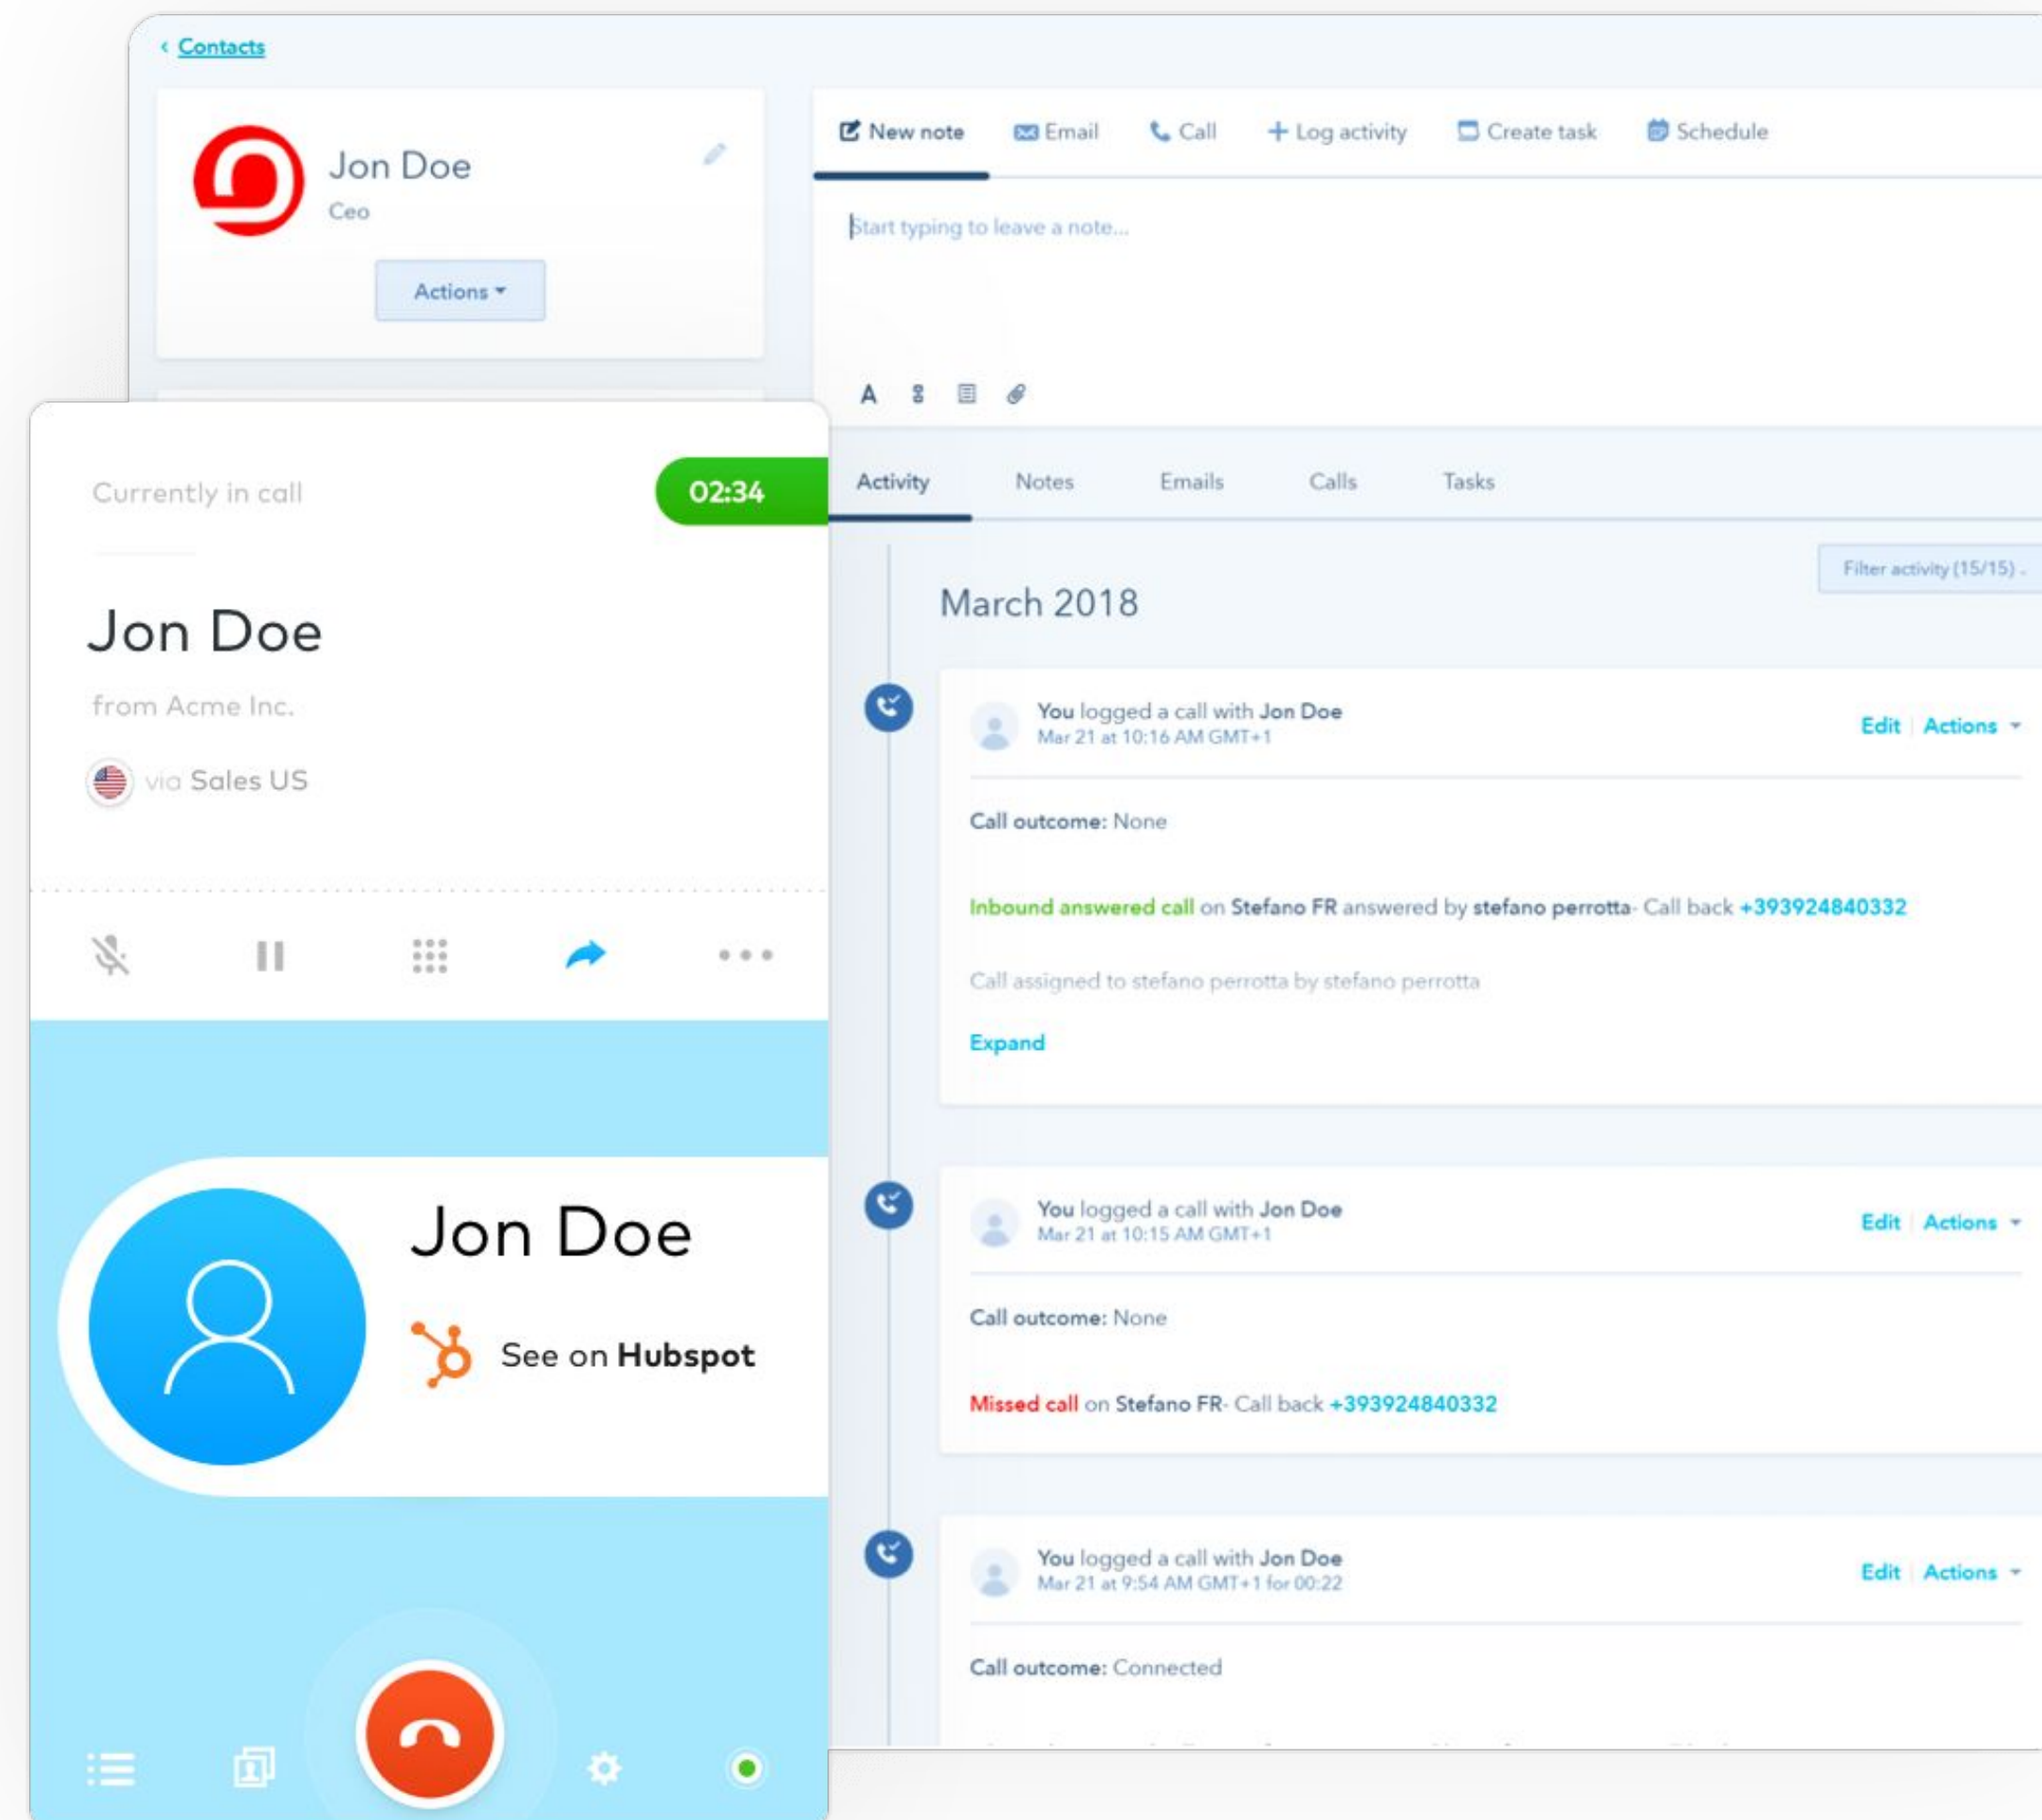 Contacts
Jon Doe
Ceo
Actions
New note Email Call Log activity Create task Schedule
Start typing to leave a note...
A
Activity Notes Emails Calls Tasks
Filter activity (15/15)
March 2018
You logged a call with Jon Doe
Mar 21 at 10:16 AM GMT+1
Edit | Actions
Call outcome: None
Inbound answered call on Stefano FR answered by stefano perrotta- Call back +393924840332
Call assigned to stefano perrotta by stefano perrotta
Expand
You logged a call with Jon Doe
Mar 21 at 10:15 AM GMT+1
Edit | Actions
Call outcome: None
Missed call on Stefano FR- Call back +393924840332
You logged a call with Jon Doe
Mar 21 at 9:54 AM GMT+1 for 00:22
Edit | Actions
Call outcome: Connected
Currently in call
02:34
Jon Doe
from Acme Inc.
via Sales US
Jon Doe
See on Hubspot